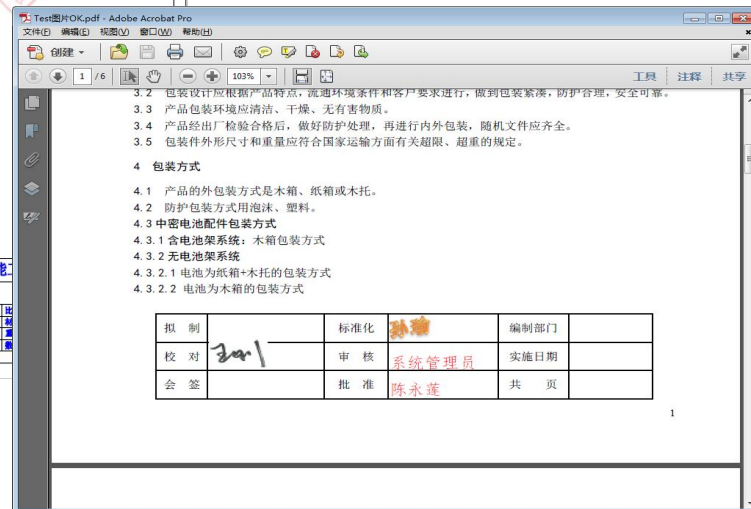 Test图片OK.pdf - Adobe Acrobat Pro
文件(F) 编辑(E) 视图(V) 窗口(W) 帮助(H)
创建
1 / 6 103% 工具 注释 共享
3.2 包装设计应根据产品特点，流通环境条件和客户要求进行，做到包装紧凑，防护合理，安全可靠。
3.3 产品包装环境应清洁、干燥、无有害物质。
3.4 产品经出厂检验合格后，做好防护处理，再进行内外包装，随机文件应齐全。
3.5 包装件外形尺寸和重量应符合国家运输方面有关超限、超重的规定。
4 包装方式
4.1 产品的外包装方式是木箱、纸箱或木托。
4.2 防护包装方式用泡沫、塑料。
4.3 中密电池配件包装方式
4.3.1 含电池架系统：木箱包装方式
4.3.2 无电池架系统
4.3.2.1 电池为纸箱+木托的包装方式
4.3.2.2 电池为木箱的包装方式
拟 制 标准化 编制部门
校 对 审 核 系统管理员 实施日期
会 签 批 准 陈永莲 共 页
1